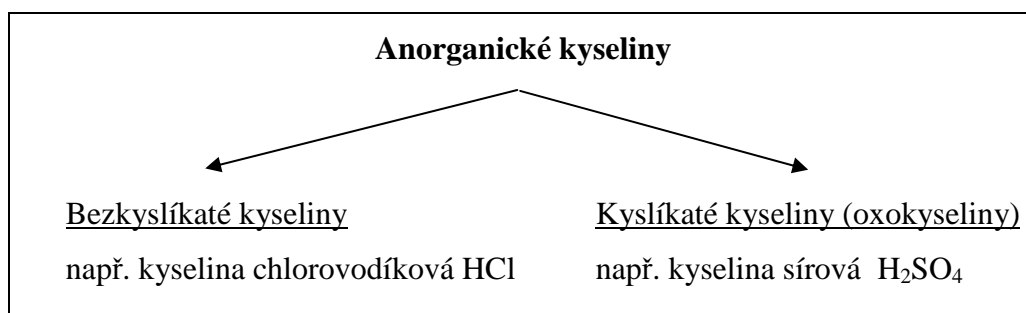 Anorganické kyseliny
Bezkyslíkaté kyseliny
Kyslíkaté kyseliny (oxokyseliny)
např. kyselina chlorovodíková HCl
např. kyselina sírová H₂SO₄